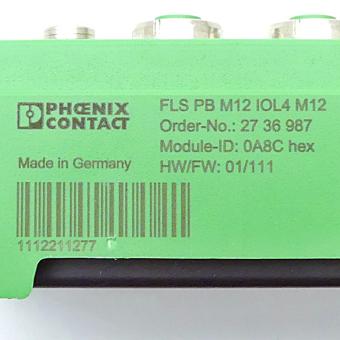 PHŒNIX
CONTACT
Made in Germany
1112211277
FLS PB M12 IOL4 M12
Order-No.: 27 36 987
Module-ID: 0A8C hex
HW/FW: 01/111